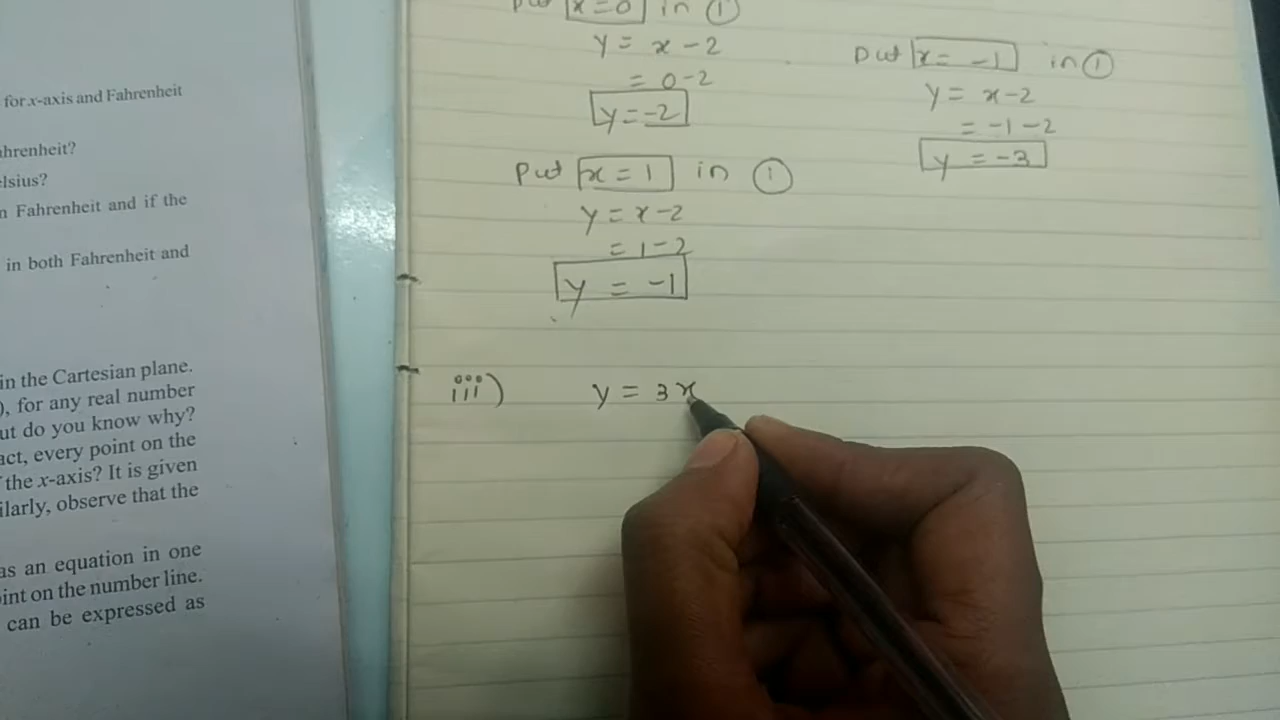 for x-axis and Fahrenheit
ahrenheit?
elsius?
n Fahrenheit and if the
in both Fahrenheit and
in the Cartesian plane.
), for any real number
ut do you know why?
act, every point on the
the x-axis? It is given
ilarly, observe that the
as an equation in one
oint on the number line.
can be expressed as
put x=0 in ①
y = x-2
= 0-2
y=-2
put x=1 in ①
y = x-2
= 1-2
y = -1
put x= -1 in ①
y = x-2
= -1-2
y = -3
iii) y = 3x